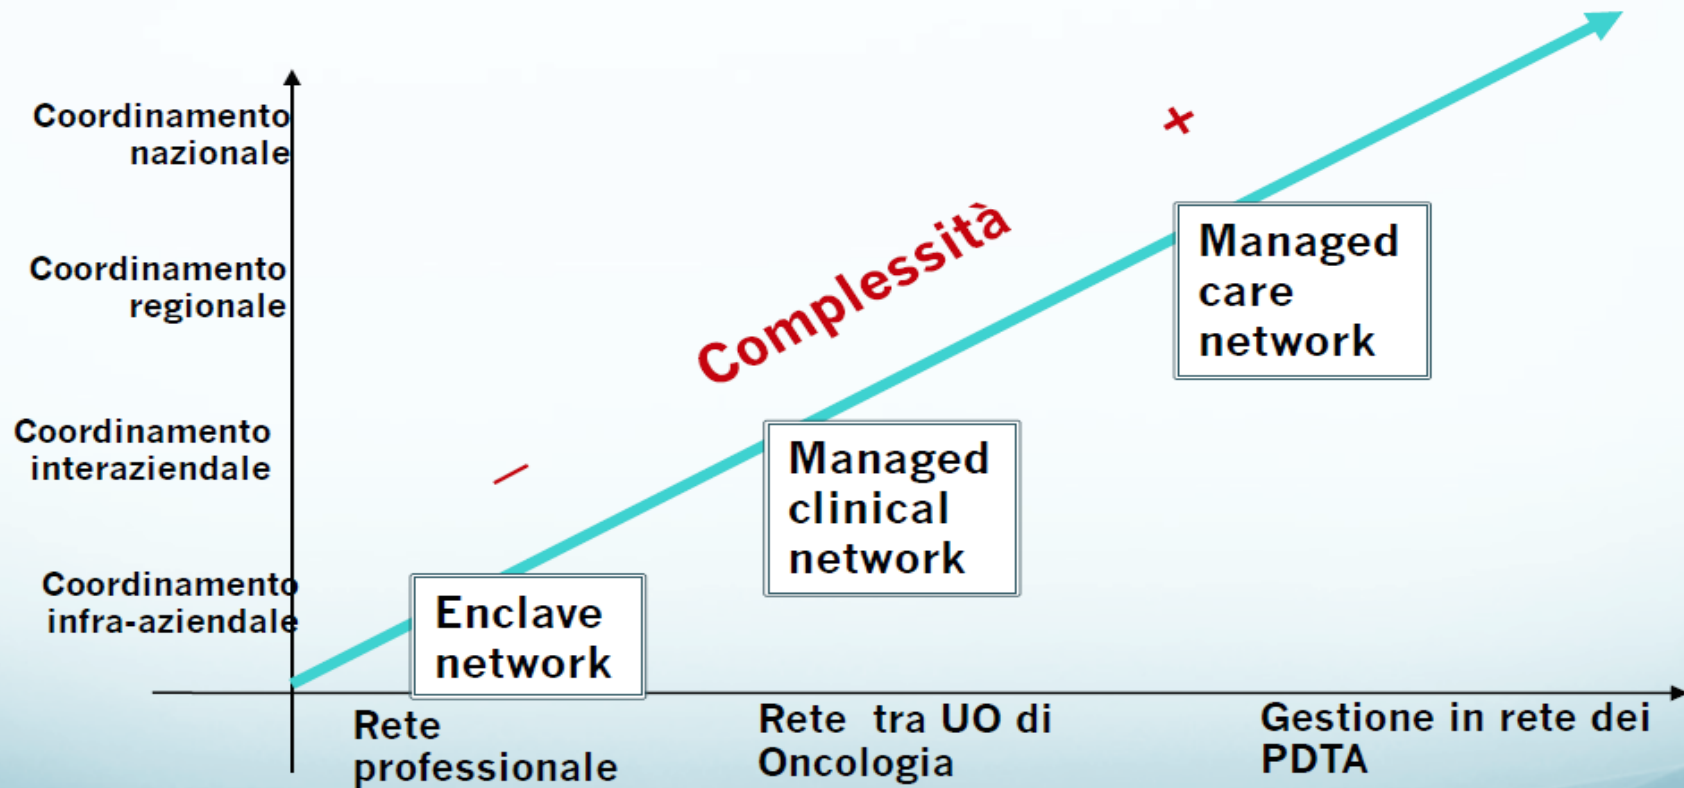 Coordinamento
nazionale
Coordinamento
regionale
Coordinamento
interaziendale
Coordinamento
infra-aziendale
+
Complessità
–
Managed
care
network
Managed
clinical
network
Enclave
network
Rete
professionale
Rete tra UO di
Oncologia
Gestione in rete dei
PDTA